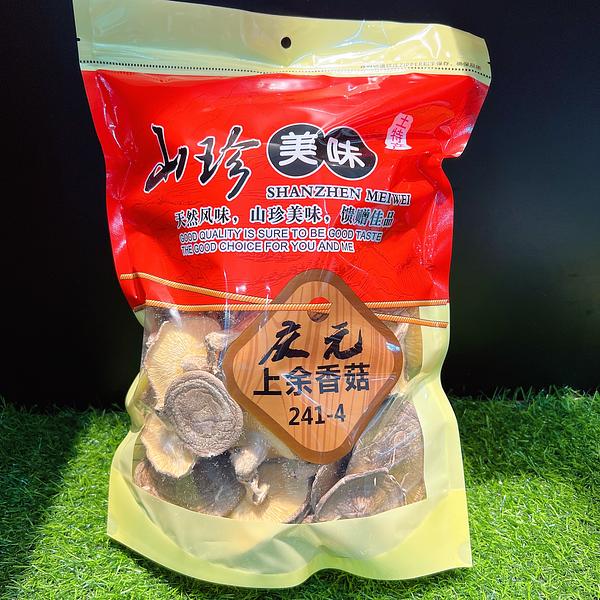 山珍 美味
土特产
SHANZHEN MEIWEI
天然风味，山珍美味，馈赠佳品
GOOD QUALITY IS SURE TO BE GOOD TASTE
THE GOOD CHOICE FOR YOU AND ME
庆元
上余香菇
241-4